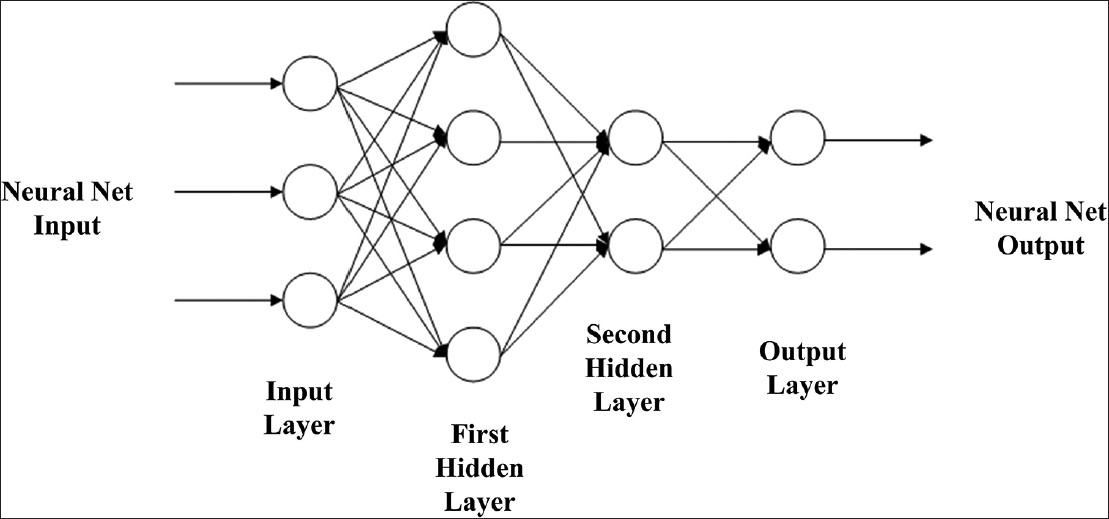 Neural Net
Input
Input
Layer
First
Hidden
Layer
Second
Hidden
Layer
Output
Layer
Neural Net
Output